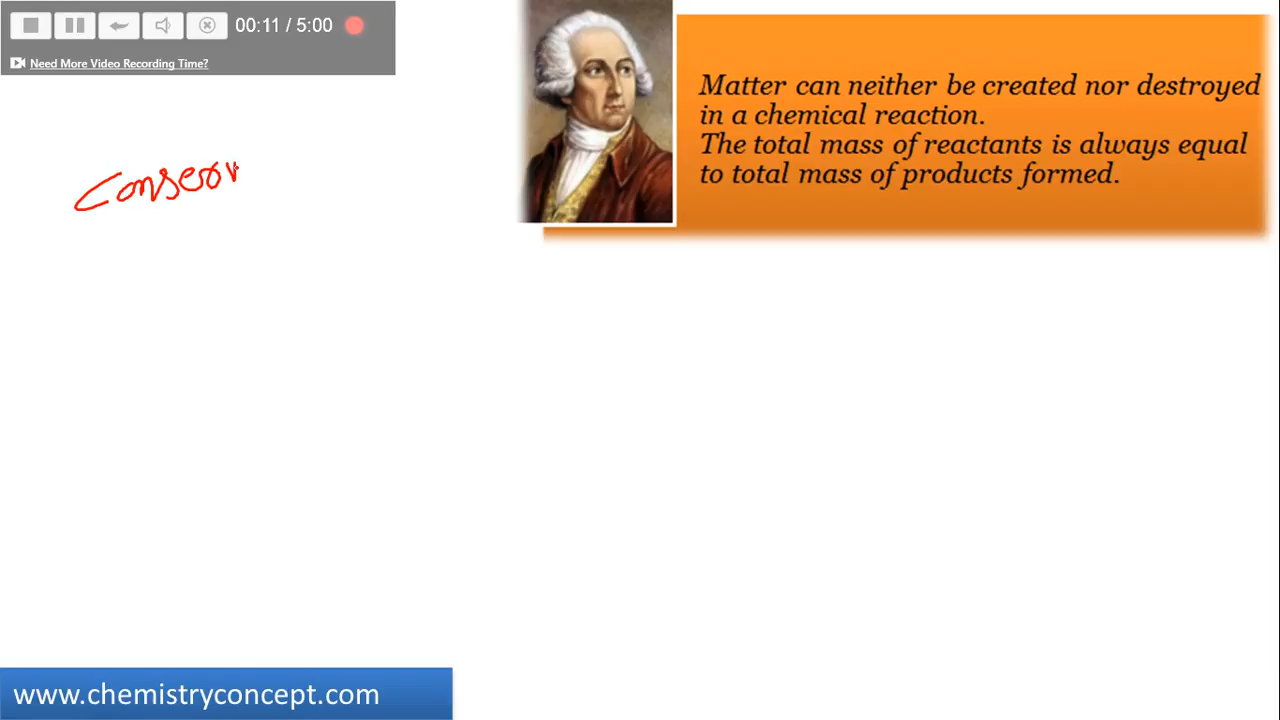 00:11 / 5:00
Need More Video Recording Time?
Matter can neither be created nor destroyed
in a chemical reaction.
The total mass of reactants is always equal
to total mass of products formed.
Conserv
www.chemistryconcept.com